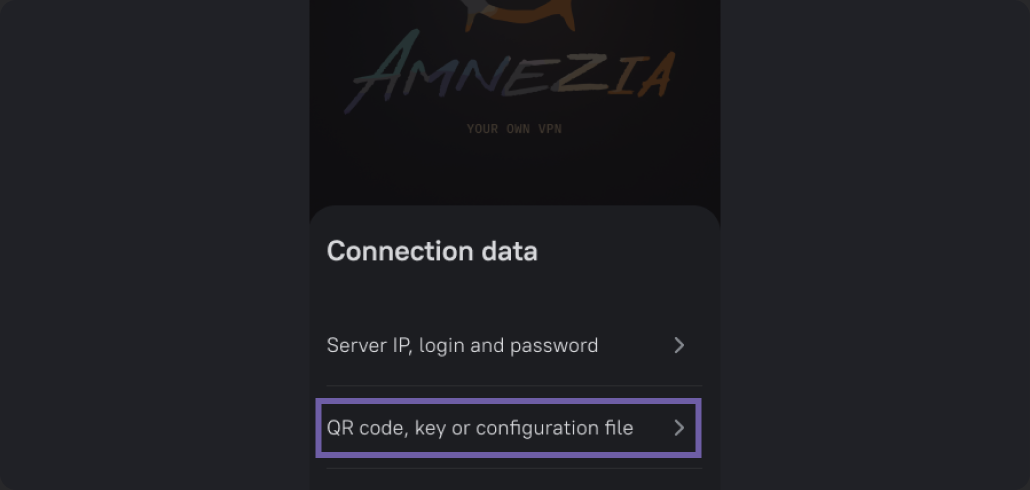 AMNEZIA
YOUR OWN VPN
Connection data
Server IP, login and password
QR code, key or configuration file